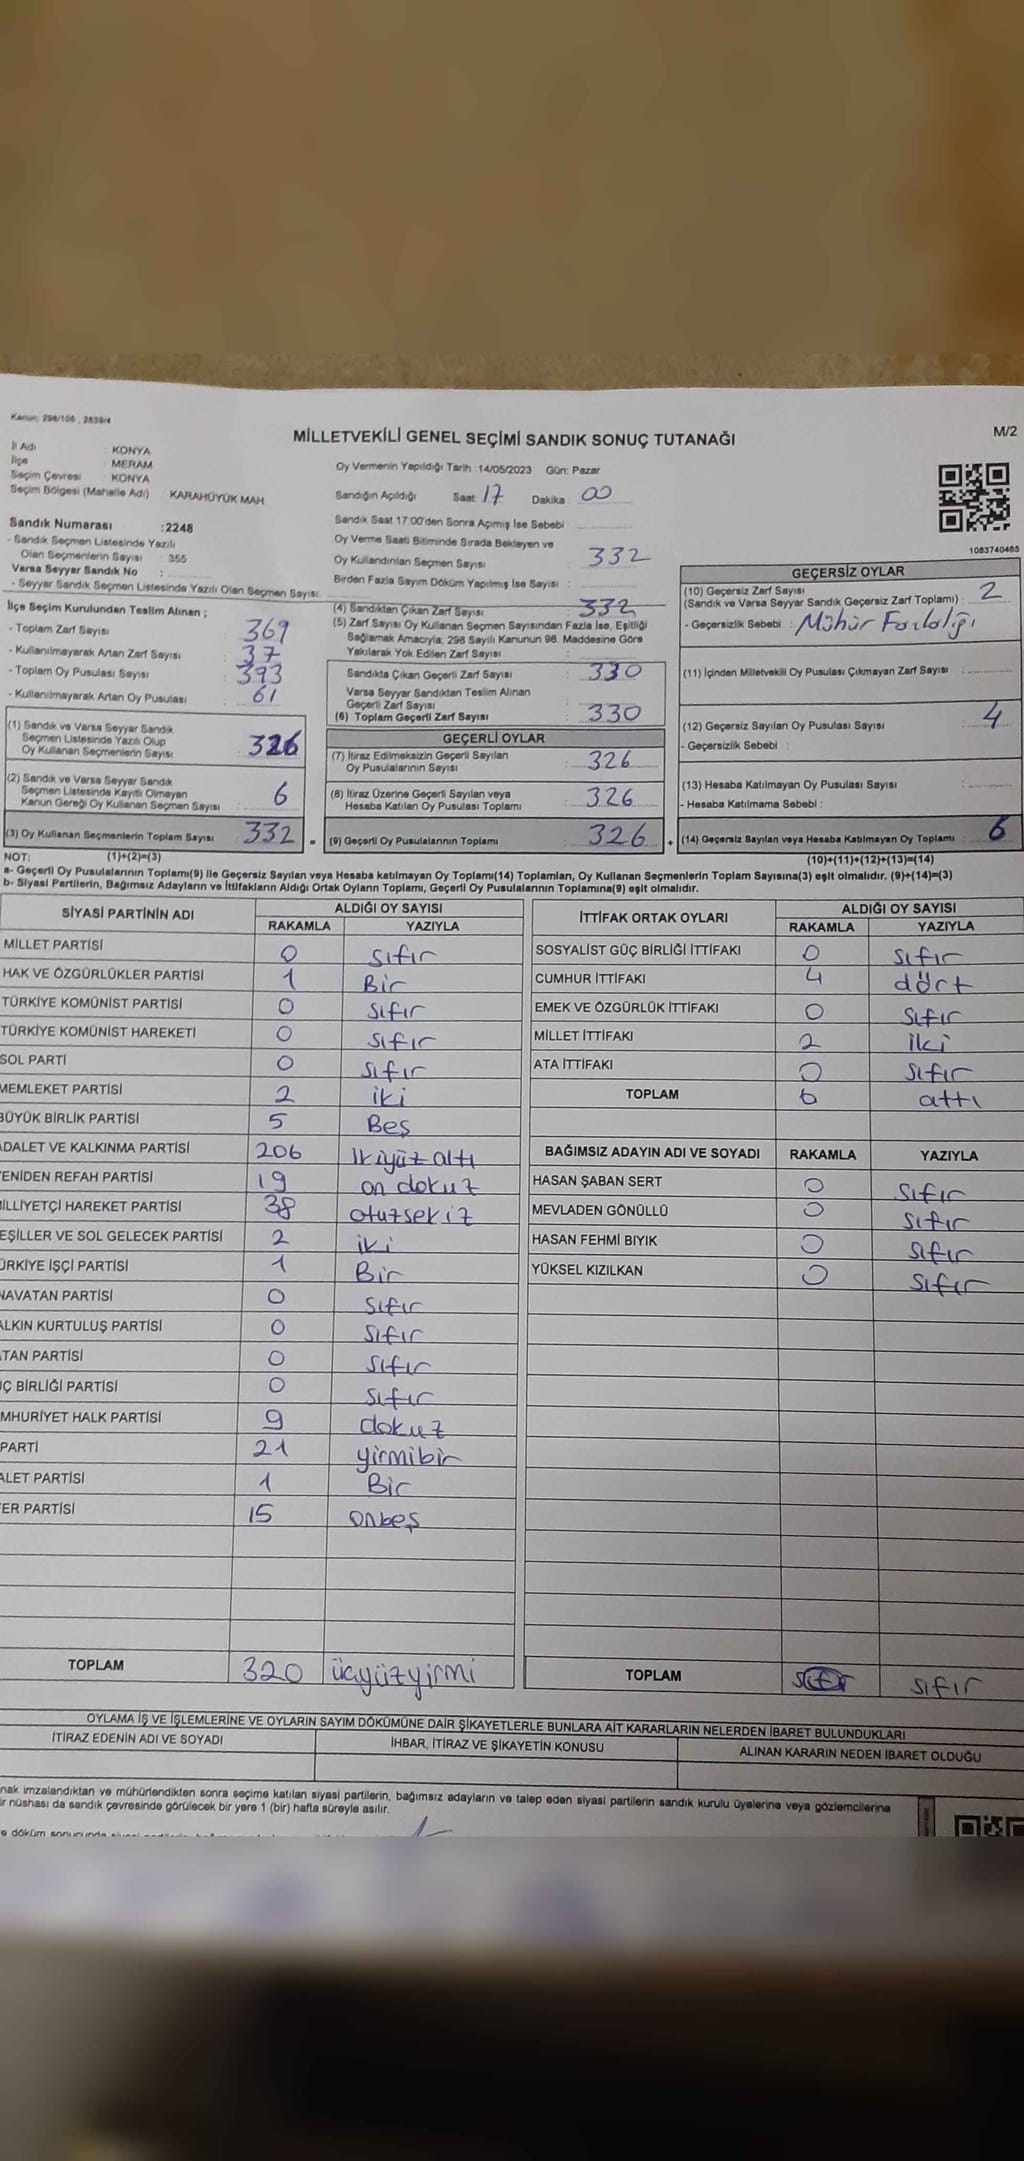 Kanun: 298/105 , 2839/4
MİLLETVEKİLİ GENEL SEÇİMİ SANDIK SONUÇ TUTANAĞI
M/2
İl Adı : KONYA
İlçe : MERAM
Seçim Çevresi : KONYA
Seçim Bölgesi (Mahalle Adı) : KARAHÜYÜK MAH.
Oy Vermenin Yapıldığı Tarih :14/05/2023 Gün: Pazar
Sandığın Açıldığı Saat: 17 Dakika : 00
Sandık Saat 17:00'den Sonra Açılmış İse Sebebi :
Sandık Numarası :2248
- Sandık Seçmen Listesinde Yazılı
Olan Seçmenlerin Sayısı : 355
Varsa Seyyar Sandık No :
- Seyyar Sandık Seçmen Listesinde Yazılı Olan Seçmen Sayısı:
Oy Verme Saati Bitiminde Sırada Bekleyen ve
Oy Kullandırılan Seçmen Sayısı : 332
Birden Fazla Sayım Döküm Yapılmış İse Sayısı :
1083740485
İlçe Seçim Kurulundan Teslim Alınan ;
- Toplam Zarf Sayısı : 369
- Kullanılmayarak Artan Zarf Sayısı : 37
- Toplam Oy Pusulası Sayısı : 393
- Kullanılmayarak Artan Oy Pusulası : 61
(1) Sandık ve Varsa Seyyar Sandık
Seçmen Listesinde Yazılı Olup
Oy Kullanan Seçmenlerin Sayısı : 326
(2) Sandık ve Varsa Seyyar Sandık
Seçmen Listesinde Kayıtlı Olmayan
Kanun Gereği Oy Kullanan Seçmen Sayısı : 6
(3) Oy Kullanan Seçmenlerin Toplam Sayısı : 332
(4) Sandıktan Çıkan Zarf Sayısı : 332
(5) Zarf Sayısı Oy Kullanan Seçmen Sayısından Fazla İse, Eşitliği
Sağlamak Amacıyla; 298 Sayılı Kanunun 98. Maddesine Göre
Yakılarak Yok Edilen Zarf Sayısı :
Sandıkta Çıkan Geçerli Zarf Sayısı : 330
Varsa Seyyar Sandıktan Teslim Alınan
Geçerli Zarf Sayısı :
(6) Toplam Geçerli Zarf Sayısı : 330
GEÇERLİ OYLAR
(7) İtiraz Edilmeksizin Geçerli Sayılan
Oy Pusulalarının Sayısı : 326
(8) İtiraz Üzerine Geçerli Sayılan veya
Hesaba Katılan Oy Pusulası Toplamı : 326
= (9) Geçerli Oy Pusulalarının Toplamı : 326
GEÇERSİZ OYLAR
(10) Geçersiz Zarf Sayısı
(Sandık ve Varsa Seyyar Sandık Geçersiz Zarf Toplamı) : 2
- Geçersizlik Sebebi : Mühür Fazlalığı
(11) İçinden Milletvekili Oy Pusulası Çıkmayan Zarf Sayısı :
(12) Geçersiz Sayılan Oy Pusulası Sayısı : 4
- Geçersizlik Sebebi :
(13) Hesaba Katılmayan Oy Pusulası Sayısı :
- Hesaba Katılmama Sebebi :
+ (14) Geçersiz Sayılan veya Hesaba Katılmayan Oy Toplamı : 6
NOT: (1)+(2)=(3)
(10)+(11)+(12)+(13)=(14)
a- Geçerli Oy Pusulalarının Toplamı(9) ile Geçersiz Sayılan veya Hesaba katılmayan Oy Toplamı(14) Toplamları, Oy Kullanan Seçmenlerin Toplam Sayısına(3) eşit olmalıdır. (9)+(14)=(3)
b- Siyasi Partilerin, Bağımsız Adayların ve İttifakların Aldığı Ortak Oyların Toplamı, Geçerli Oy Pusulalarının Toplamına(9) eşit olmalıdır.
SİYASİ PARTİNİN ADI ALDIĞI OY SAYISI
RAKAMLA YAZIYLA
MİLLET PARTİSİ 0 sıfır
HAK VE ÖZGÜRLÜKLER PARTİSİ 1 Bir
TÜRKİYE KOMÜNİST PARTİSİ 0 sıfır
TÜRKİYE KOMÜNİST HAREKETİ 0 sıfır
SOL PARTİ 0 sıfır
MEMLEKET PARTİSİ 2 iki
BÜYÜK BİRLİK PARTİSİ 5 Beş
ADALET VE KALKINMA PARTİSİ 206 İkiyüz altı
YENİDEN REFAH PARTİSİ 19 on dokuz
MİLLİYETÇİ HAREKET PARTİSİ 38 otuzsekiz
EŞİLLER VE SOL GELECEK PARTİSİ 2 iki
ÜRKİYE İŞÇİ PARTİSİ 1 Bir
NAVATAN PARTİSİ 0 sıfır
ALKIN KURTULUŞ PARTİSİ 0 sıfır
TAN PARTİSİ 0 sıfır
Ç BİRLİĞİ PARTİSİ 0 sıfır
MHURİYET HALK PARTİSİ 9 dokuz
PARTİ 21 yirmibir
ALET PARTİSİ 1 Bir
ER PARTİSİ 15 onbeş
TOPLAM 320 üçyüzyirmi
İTTİFAK ORTAK OYLARI ALDIĞI OY SAYISI
RAKAMLA YAZIYLA
SOSYALİST GÜÇ BİRLİĞİ İTTİFAKI 0 sıfır
CUMHUR İTTİFAKI 4 dört
EMEK VE ÖZGÜRLÜK İTTİFAKI 0 sıfır
MİLLET İTTİFAKI 2 iki
ATA İTTİFAKI 0 sıfır
TOPLAM 6 attı
BAĞIMSIZ ADAYIN ADI VE SOYADI RAKAMLA YAZIYLA
HASAN ŞABAN SERT 0 sıfır
MEVLADEN GÖNÜLLÜ 0 sıfır
HASAN FEHMİ BIYIK 0 sıfır
YÜKSEL KIZILKAN 0 sıfır
TOPLAM sıfır
OYLAMA İŞ VE İŞLEMLERİNE VE OYLARIN SAYIM DÖKÜMÜNE DAİR ŞİKAYETLERLE BUNLARA AİT KARARLARIN NELERDEN İBARET BULUNDUKLARI
İTİRAZ EDENİN ADI VE SOYADI
İHBAR, İTİRAZ VE ŞİKAYETİN KONUSU
ALINAN KARARIN NEDEN İBARET OLDUĞU
nak imzalandıktan ve mühürlendikten sonra seçime katılan siyasi partilerin, bağımsız adayların ve talep eden siyasi partilerin sandık kurulu üyelerine veya gözlemcilerine
ir nüshası da sandık çevresinde görülecek bir yere 1 (bir) hafta süreyle asılır.